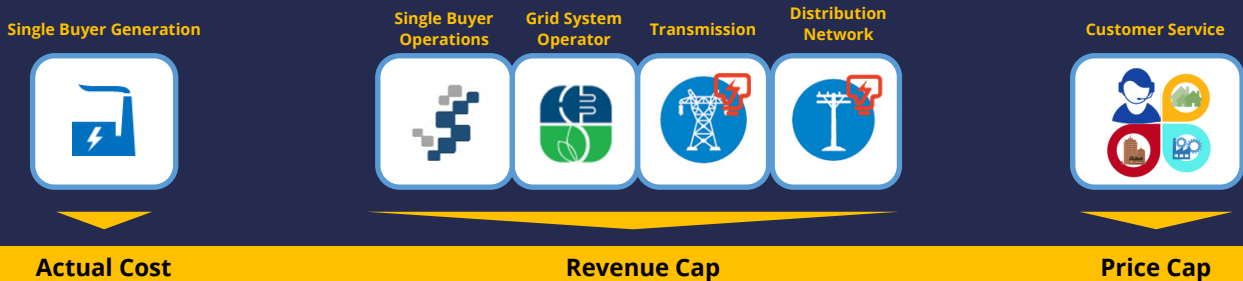 Single Buyer Generation
Single Buyer
Operations
Grid System
Operator
Transmission
Distribution
Network
Customer Service
Actual Cost
Revenue Cap
Price Cap